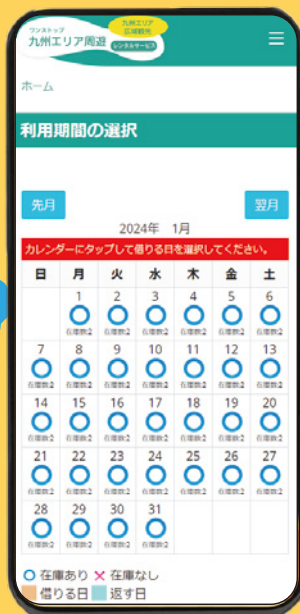 ワンストップ
九州エリア周遊
九州エリア
広域観光
レンタルサービス
ホーム
利用期間の選択
先月
翌月
2024年 1月
カレンダーにタップして借りる日を選択してください。
日 月 火 水 木 金 土
1 2 3 4 5 6
在庫数:2 在庫数:2 在庫数:2 在庫数:2 在庫数:2 在庫数:2
7 8 9 10 11 12 13
在庫数:2 在庫数:2 在庫数:2 在庫数:2 在庫数:2 在庫数:2 在庫数:2
14 15 16 17 18 19 20
在庫数:2 在庫数:2 在庫数:2 在庫数:2 在庫数:2 在庫数:2 在庫数:2
21 22 23 24 25 26 27
在庫数:2 在庫数:2 在庫数:2 在庫数:2 在庫数:2 在庫数:2 在庫数:2
28 29 30 31
在庫数:2 在庫数:2 在庫数:2 在庫数:2
在庫あり 在庫なし
借りる日 返す日